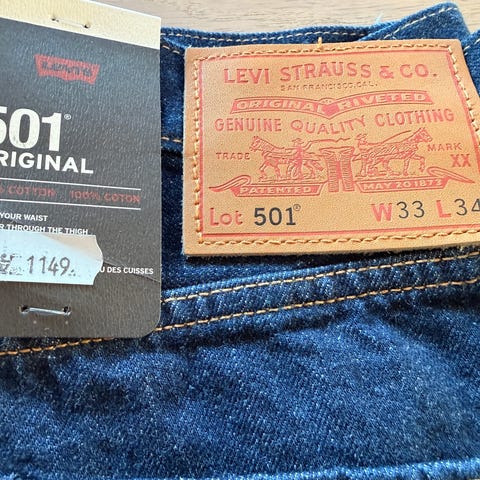 Levi's
501®
ORIGINAL
% COTTON 100% COTON
YOUR WAIST
R THROUGH THE THIGH
U DES CUISSES
1149.
LEVI STRAUSS & CO.
SAN FRANCISCO, CAL.
ORIGINAL RIVETED
GENUINE QUALITY CLOTHING
TRADE MARK
XX
PATENTED MAY 20 1873
Lot 501® W33 L34